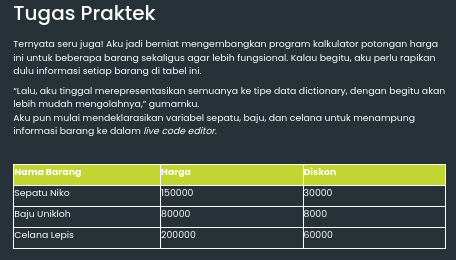 Tugas Praktek
Ternyata seru juga! Aku jadi berniat mengembangkan program kalkulator potongan harga
ini untuk beberapa barang sekaligus agar lebih fungsional. Kalau begitu, aku perlu rapikan
dulu informasi setiap barang di tabel ini.
“Lalu, aku tinggal merepresentasikan semuanya ke tipe data dictionary, dengan begitu akan
lebih mudah mengolahnya,” gumamku.
Aku pun mulai mendeklarasikan variabel sepatu, baju, dan celana untuk menampung
informasi barang ke dalam live code editor.
Nama Barang Harga Diskon
Sepatu Niko 150000 30000
Baju Unikloh 80000 8000
Celana Lepis 200000 60000